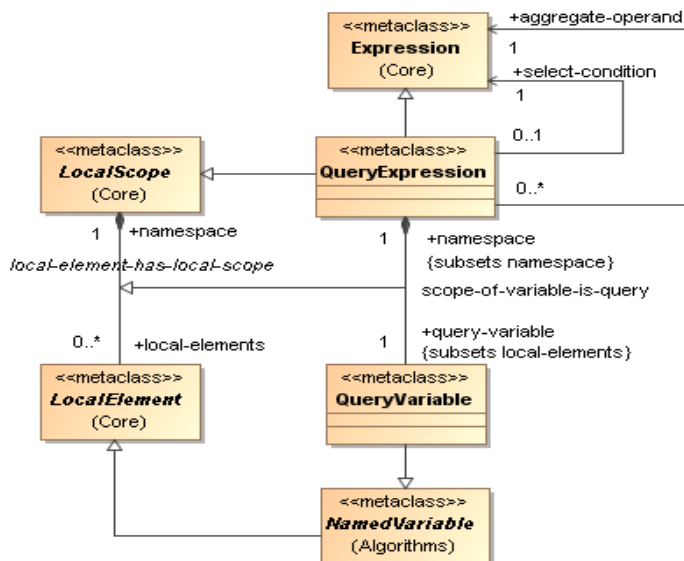 +aggregate-operand
<<metaclass>>
Expression
(Core)
1
+select-condition
1
<<metaclass>>
LocalScope
(Core)
<<metaclass>>
QueryExpression
0..1
0..*
1
+namespace
local-element-has-local-scope
1
+namespace
{subsets namespace}
scope-of-variable-is-query
0..*
+local-elements
1
+query-variable
{subsets local-elements}
<<metaclass>>
LocalElement
(Core)
<<metaclass>>
QueryVariable
<<metaclass>>
NamedVariable
(Algorithms)